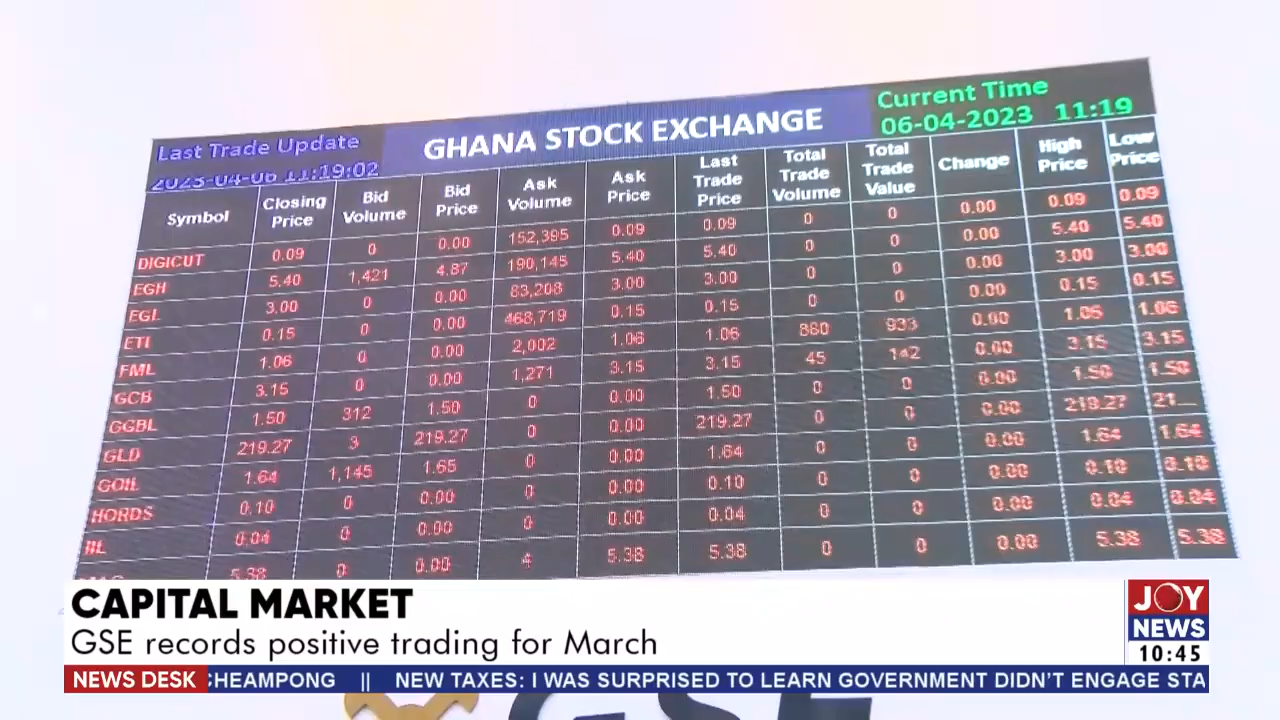 Last Trade Update
2023-04-06 11:19:02
GHANA STOCK EXCHANGE
Current Time
06-04-2023 11:19
Symbol Closing Price Bid Volume Bid Price Ask Volume Ask Price Last Trade Price Total Trade Volume Total Trade Value Change High Price Low Price
DIGICUT 0.09 0 0.00 152,395 0.09 0.09 0 0 0.00 0.09 0.09
EGH 5.40 1,421 4.87 190,145 5.40 5.40 0 0 0.00 5.40 5.40
EGL 3.00 0 0.00 83,208 3.00 3.00 0 0 0.00 3.00 3.00
ETI 0.15 0 0.00 468,719 0.15 0.15 0 0 0.00 0.15 0.15
FML 1.06 0 0.00 2,002 1.06 1.06 880 933 0.00 1.06 1.06
GCB 3.15 0 0.00 1,271 3.15 3.15 45 142 0.00 3.15 3.15
GGBL 1.50 312 1.50 0 0.00 1.50 0 0 0.00 1.50 1.50
GLD 219.27 3 219.27 0 0.00 219.27 0 0 0.00 219.27 21...
GOIL 1.64 1,145 1.65 0 0.00 1.64 0 0 0.00 1.64 1.64
HORDS 0.10 0 0.00 0 0.00 0.10 0 0 0.00 0.10 0.10
IIL 0.04 0 0.00 0 0.00 0.04 0 0 0.00 0.04 0.04
5.38 0 0.00 4 5.38 5.38 0 0 0.00 5.38 5.38
CAPITAL MARKET
GSE records positive trading for March
JOY
NEWS
10:45
NEWS DESK CHEAMPONG || NEW TAXES: I WAS SURPRISED TO LEARN GOVERNMENT DIDN'T ENGAGE STA
GSE